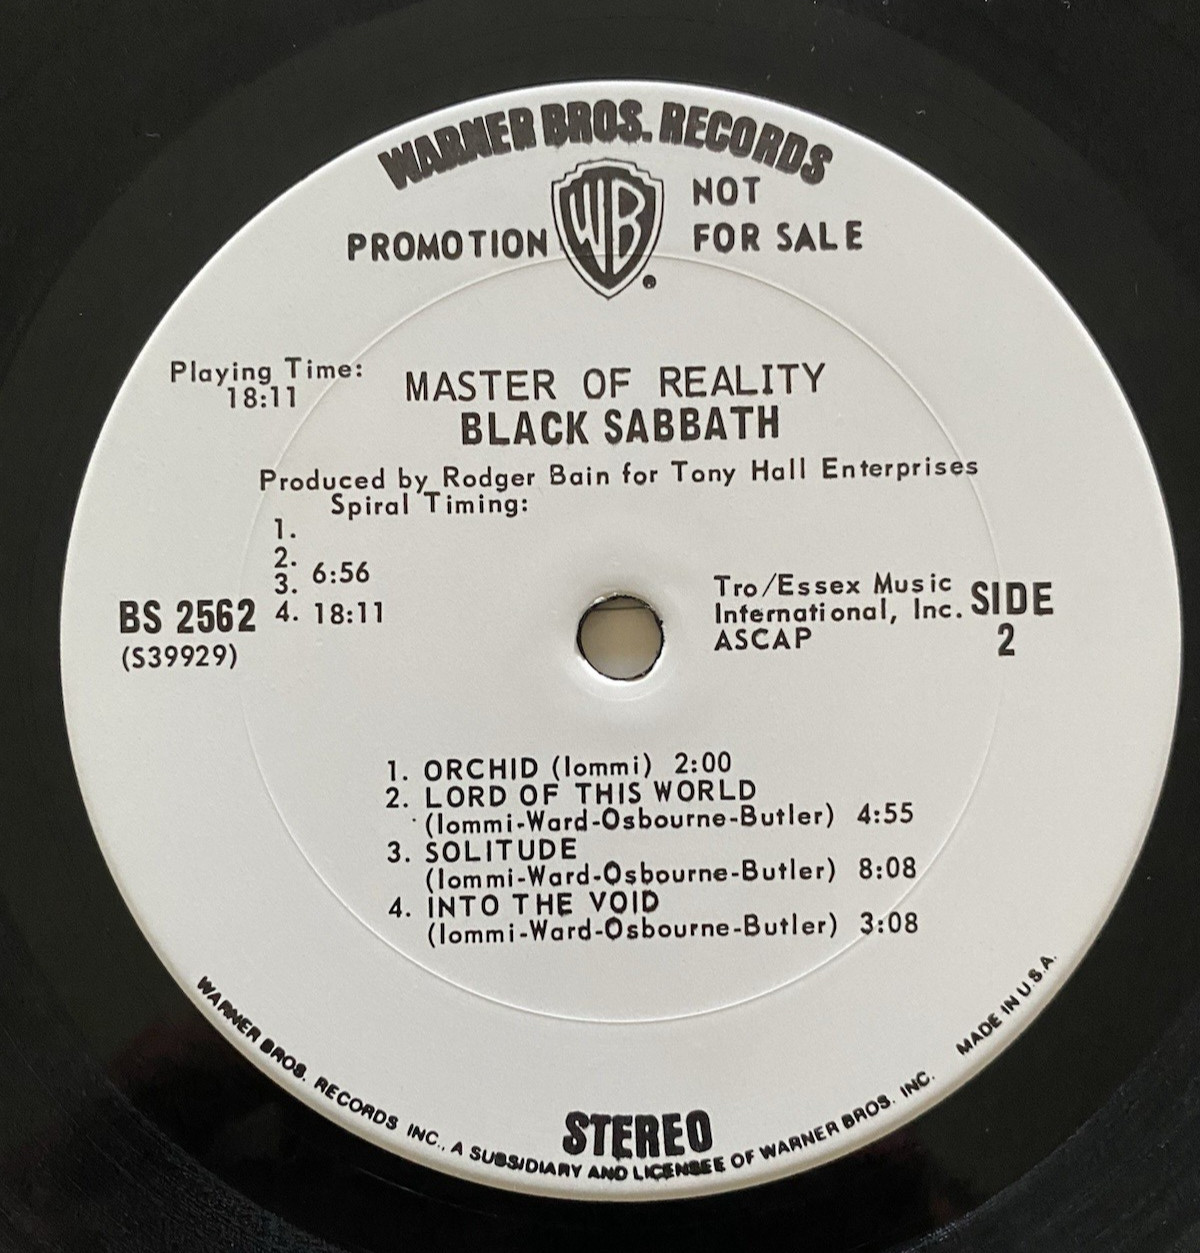 WARNER BROS. RECORDS
WB
PROMOTION
NOT
FOR SALE
Playing Time:
18:11
MASTER OF REALITY
BLACK SABBATH
Produced by Rodger Bain for Tony Hall Enterprises
Spiral Timing:
1.
2.
3. 6:56
4. 18:11
BS 2562
(S39929)
Tro/Essex Music
International, Inc.
ASCAP
SIDE
2
1. ORCHID (Iommi) 2:00
2. LORD OF THIS WORLD
(Iommi-Ward-Osbourne-Butler) 4:55
3. SOLITUDE
(Iommi-Ward-Osbourne-Butler) 8:08
4. INTO THE VOID
(Iommi-Ward-Osbourne-Butler) 3:08
STEREO
WARNER BROS. RECORDS INC., A SUBSIDIARY AND LICENSEE OF WARNER BROS. INC. MADE IN U.S.A.